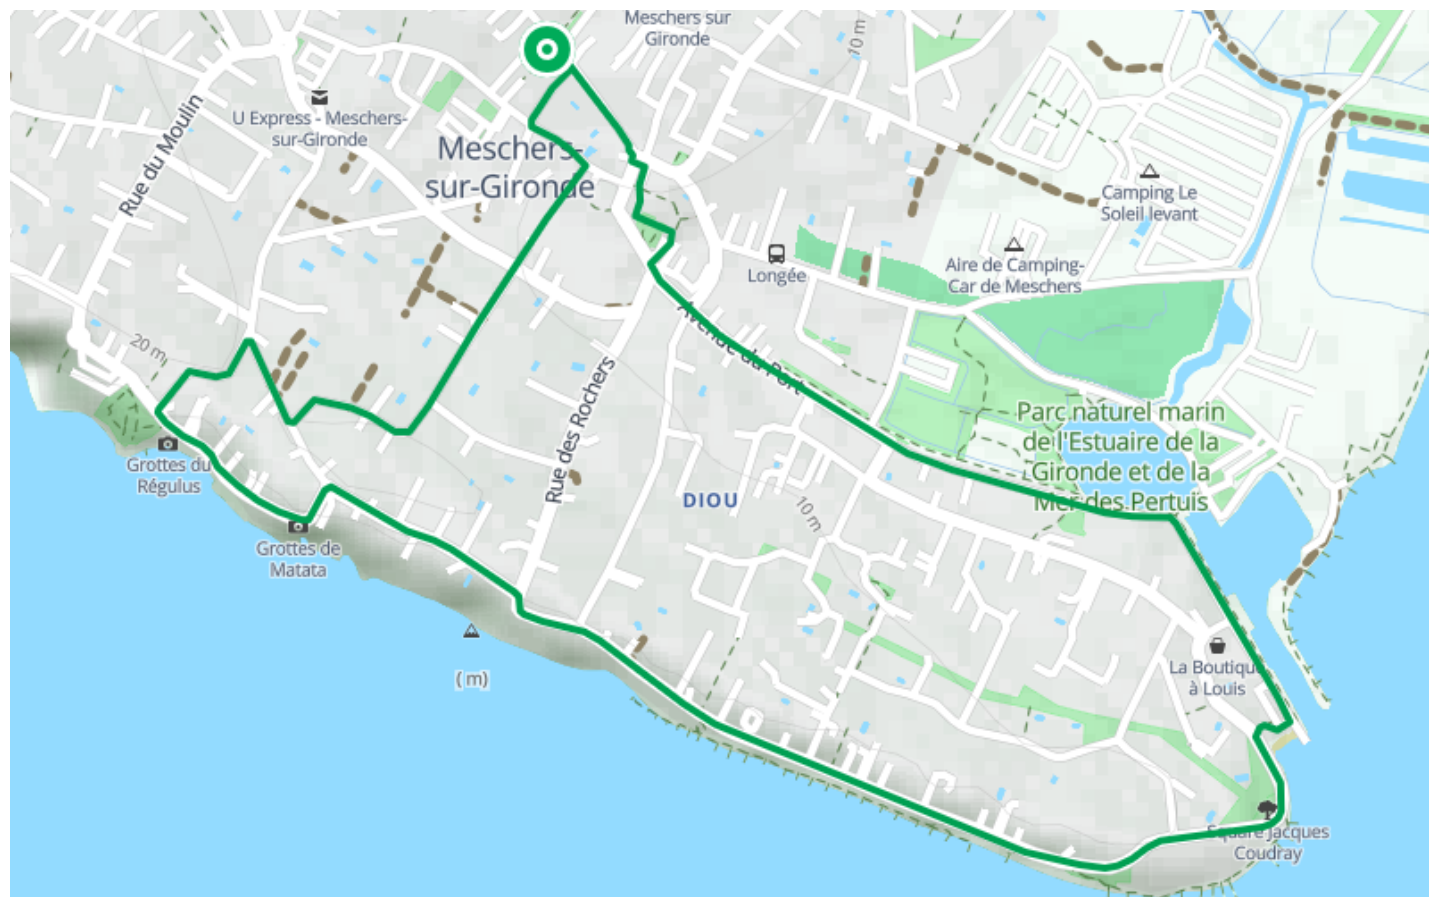 Meschers sur
Gironde
10 m
Rue du Moulin
U Express - Meschers-
sur-Gironde
Meschers-
sur-Gironde
Camping Le
Soleil levant
Longée
Aire de Camping-
Car de Meschers
20 m
Avenue du Port
Rue des Rochers
Parc naturel marin
de l'Estuaire de la
Gironde et de la
Mer des Pertuis
Grottes du
Régulus
DIOU
10 m
Grottes de
Matata
( m)
La Boutique
à Louis
Square Jacques
Coudray